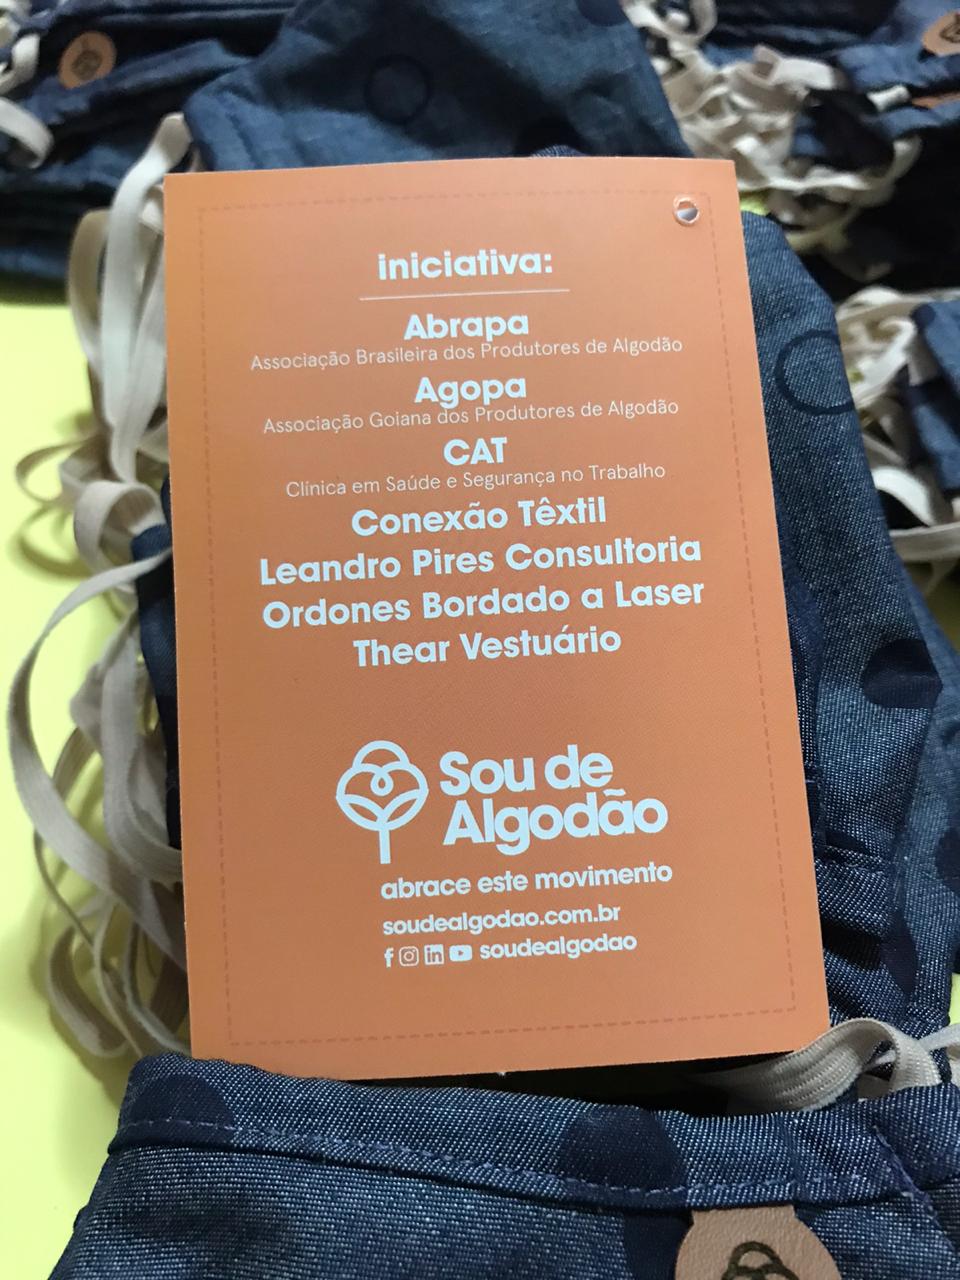 iniciativa:
Abrapa
Associação Brasileira dos Produtores de Algodão
Agopa
Associação Goiana dos Produtores de Algodão
CAT
Clínica em Saúde e Segurança no Trabalho
Conexão Têxtil
Leandro Pires Consultoria
Ordones Bordado a Laser
Thear Vestuário
Sou de
Algodão
abrace este movimento
soudealgodao.com.br
soudealgodao